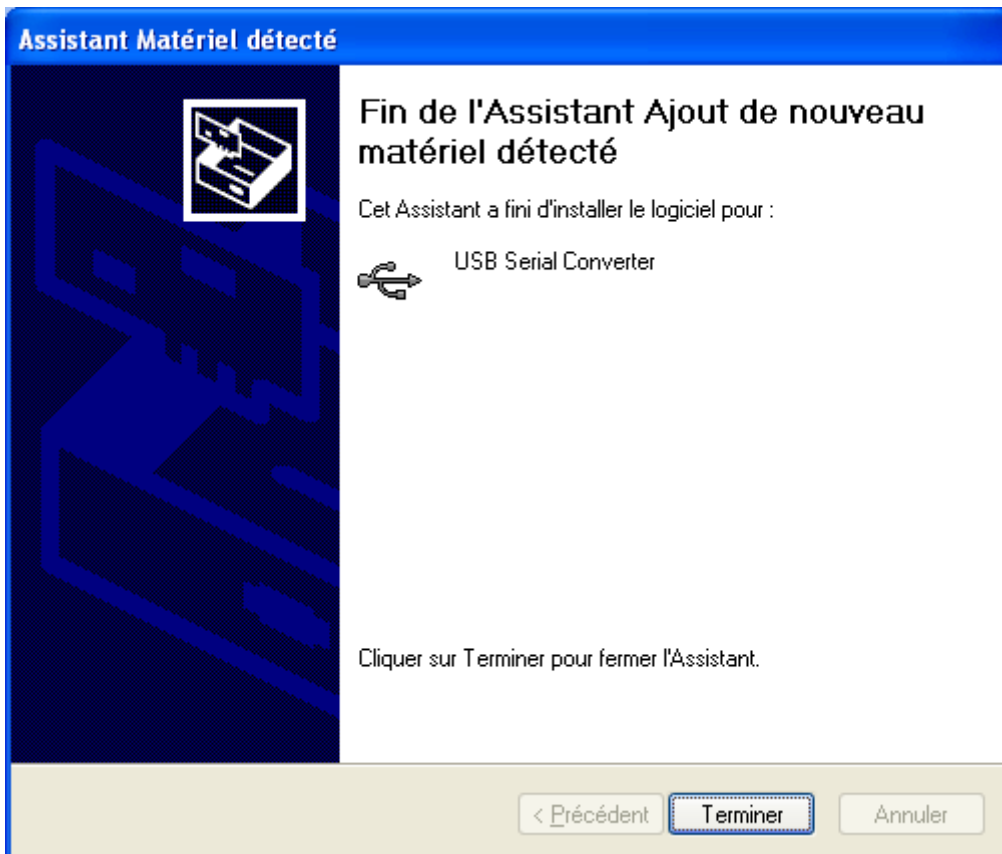 Assistant Matériel détecté
Fin de l'Assistant Ajout de nouveau
matériel détecté
Cet Assistant a fini d'installer le logiciel pour :
USB Serial Converter
Cliquer sur Terminer pour fermer l'Assistant.
< Précédent
Terminer
Annuler